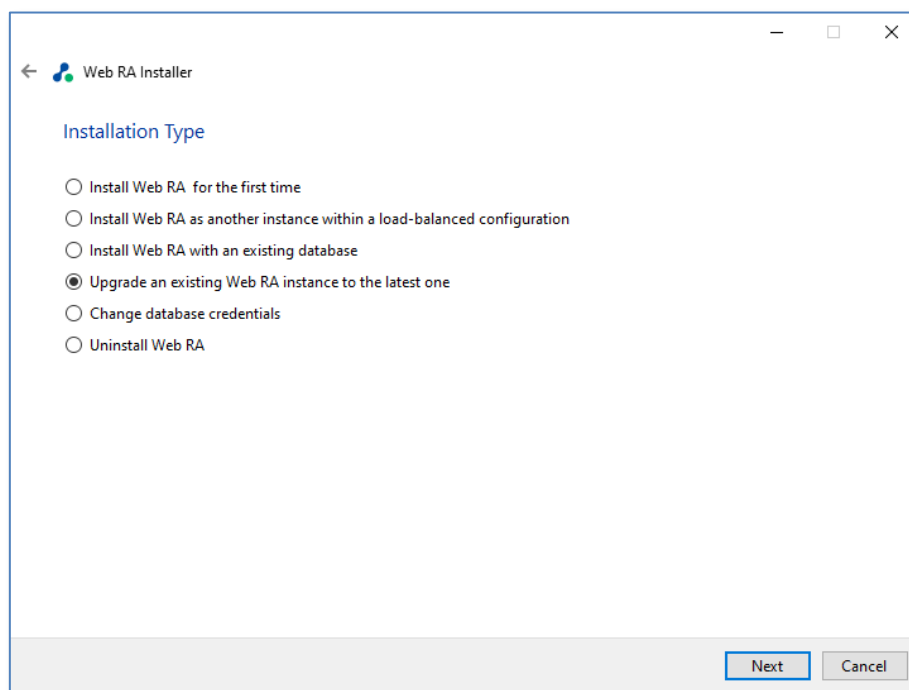 Web RA Installer
Installation Type
Install Web RA  for the first time
Install Web RA as another instance within a load-balanced configuration
Install Web RA with an existing database
Upgrade an existing Web RA instance to the latest one
Change database credentials
Uninstall Web RA
Next
Cancel